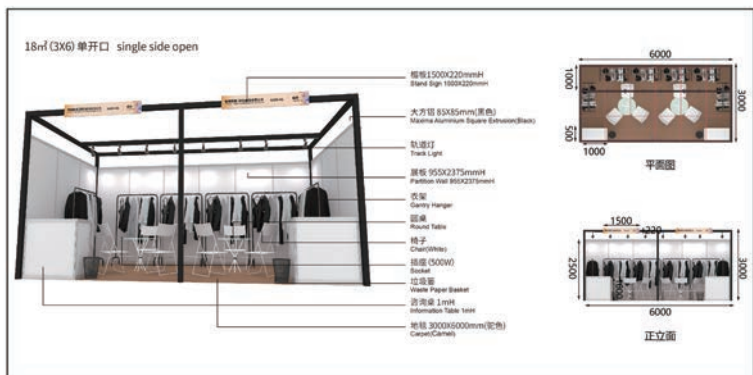 18㎡(3X6)单开口 single side open
楣板1500X220mmH
Stand Sign 1500X220mmH
大方铝 85X85mm(黑色)
Maxima Aluminium Square Extrusion(Black)
轨道灯
Track Light
展板 955X2375mmH
Partition Wall 955X2375mmH
衣架
Gantry Hanger
圆桌
Round Table
椅子
Chair(White)
插座(500W)
Socket
垃圾篓
Waste Paper Basket
咨询桌 1mH
Information Table 1mH
地毯 3000X6000mm(驼色)
Carpet(Camel)
6000
1000
3000
500
1000
平面图
1500
220
2500
3000
6000
正立面